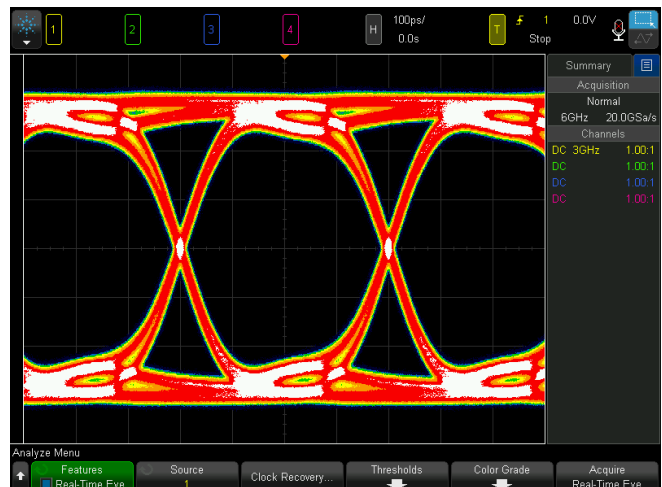 1
2
3
4
H
100ps/
0.0s
T
1
0.0V
Stop
Summary
Acquisition
Normal
6GHz 20.0GSa/s
Channels
DC 3GHz 1.00:1
DC 1.00:1
DC 1.00:1
DC 1.00:1
Analyze Menu
Features
Real-Time Eye
Source
1
Clock Recovery...
Thresholds
Color Grade
Acquire
Real-Time Eye